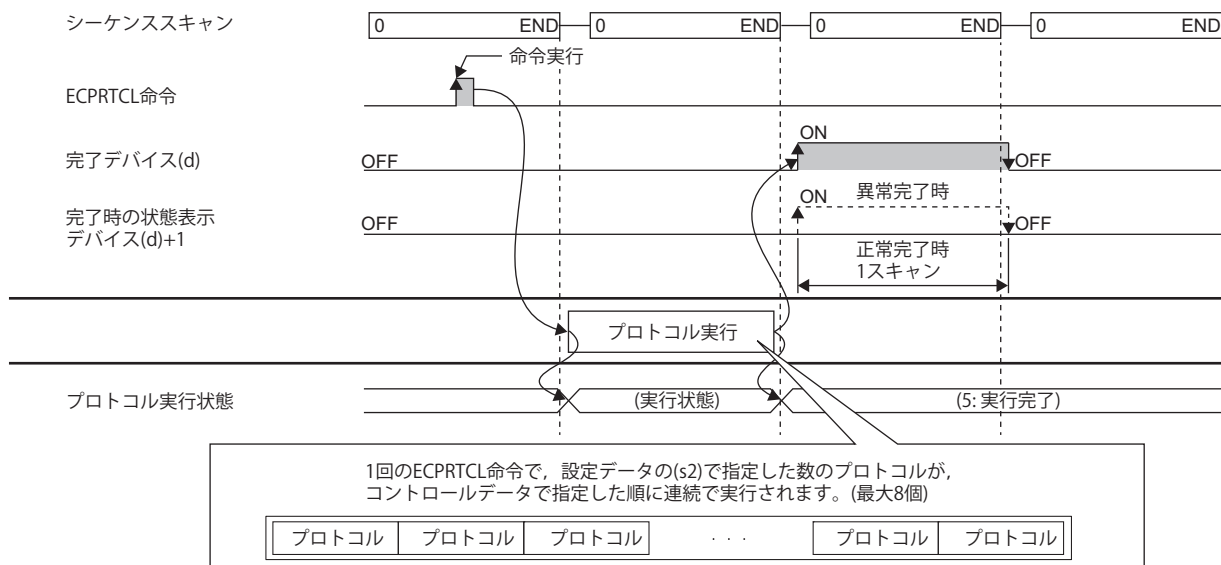 シーケンススキャン
0 END 0 END 0 END 0 END
命令実行
ECPRTCL命令
ON
完了デバイス(d)
OFF
OFF
ON
異常完了時
完了時の状態表示
デバイス(d)+1
OFF
OFF
正常完了時
1スキャン
プロトコル実行
プロトコル実行状態
(実行状態)
(5: 実行完了)
1回のECPRTCL命令で，設定データの(s2)で指定した数のプロトコルが，
コントロールデータで指定した順に連続で実行されます。(最大8個)
プロトコル プロトコル プロトコル ··· プロトコル プロトコル